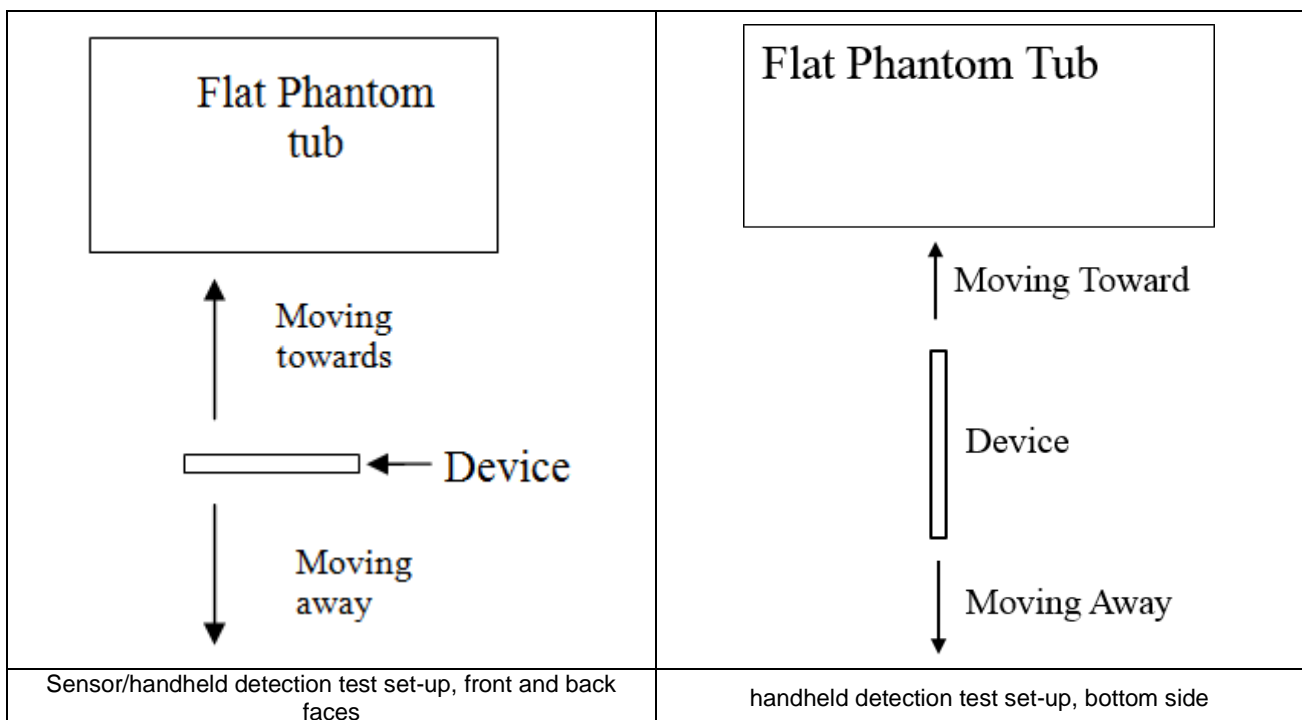 Flat Phantom
tub
Moving
towards
Device
Moving
away
Sensor/handheld detection test set-up, front and back
faces
Flat Phantom Tub
Moving Toward
Device
Moving Away
handheld detection test set-up, bottom side